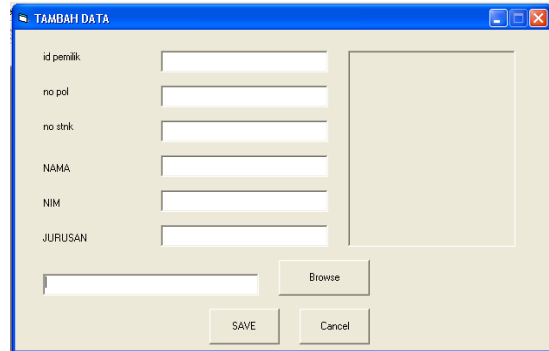 TAMBAH DATA
id pemilik
no pol
no stnk
NAMA
NIM
JURUSAN
Browse
SAVE Cancel